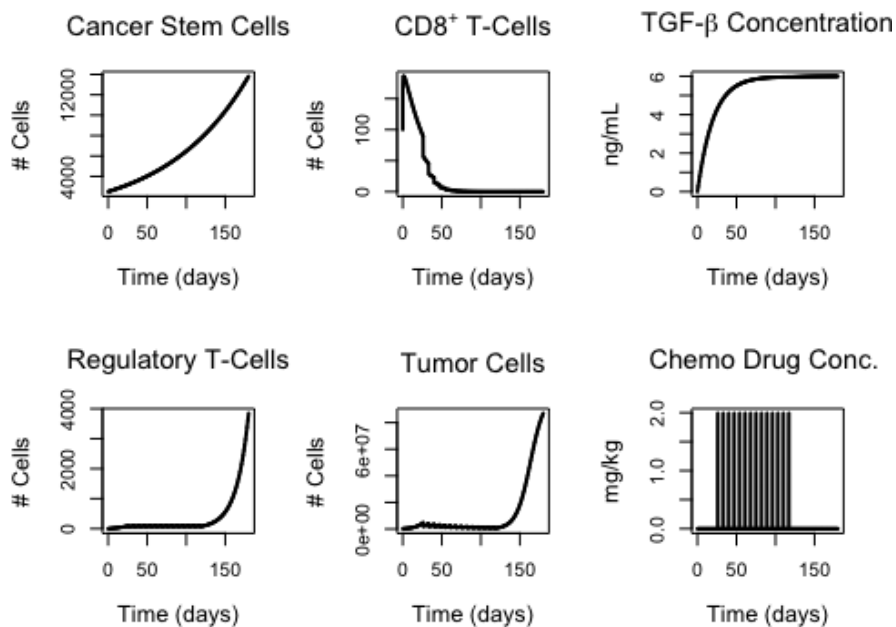 Cancer Stem Cells
# Cells
4000
12000
0 50 150
Time (days)
CD8⁺ T-Cells
# Cells
0
100
0 50 150
Time (days)
TGF-β Concentration
ng/mL
0
2
4
6
0 50 150
Time (days)
Regulatory T-Cells
# Cells
0
2000
4000
0 50 150
Time (days)
Tumor Cells
# Cells
0e+00
6e+07
0 50 150
Time (days)
Chemo Drug Conc.
mg/kg
0.0
1.0
2.0
0 50 150
Time (days)